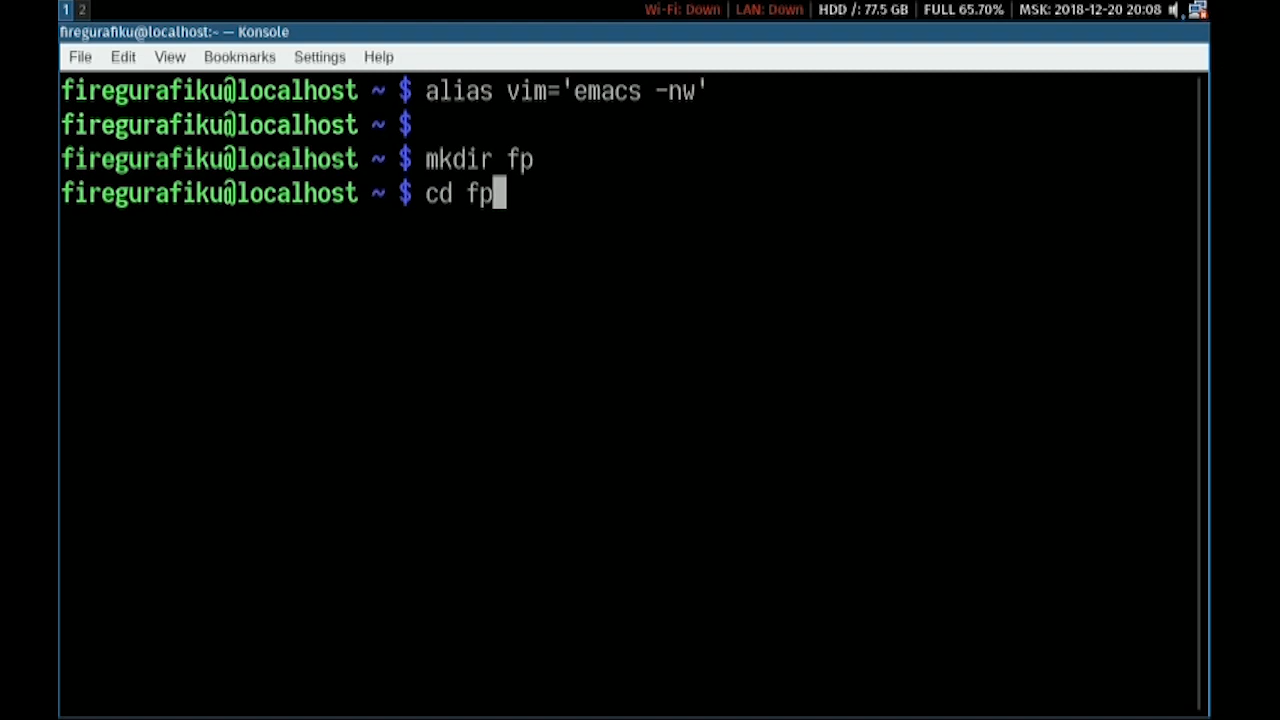 1 2 Wi-Fi: Down | LAN: Down | HDD /: 77.5 GB | FULL 65.70% | MSK: 2018-12-20 20:08
firegurafiku@localhost:~ — Konsole
File Edit View Bookmarks Settings Help
firegurafiku@localhost ~ $ alias vim='emacs -nw'
firegurafiku@localhost ~ $
firegurafiku@localhost ~ $ mkdir fp
firegurafiku@localhost ~ $ cd fp